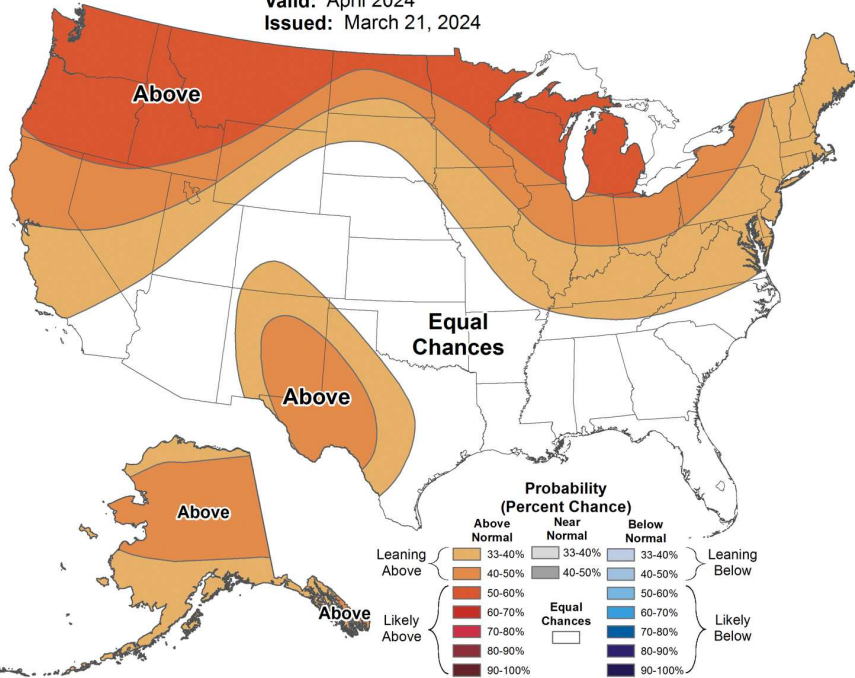 Valid: April 2024
Issued: March 21, 2024
Above
Equal
Chances
Above
Above
Above
Probability
(Percent Chance)
Above
Normal
Near
Normal
Below
Normal
Leaning
Above
33-40%
33-40%
33-40%
Leaning
Below
40-50%
40-50%
40-50%
Likely
Above
50-60%
50-60%
60-70%
Equal
Chances
60-70%
Likely
Below
70-80%
70-80%
80-90%
80-90%
90-100%
90-100%